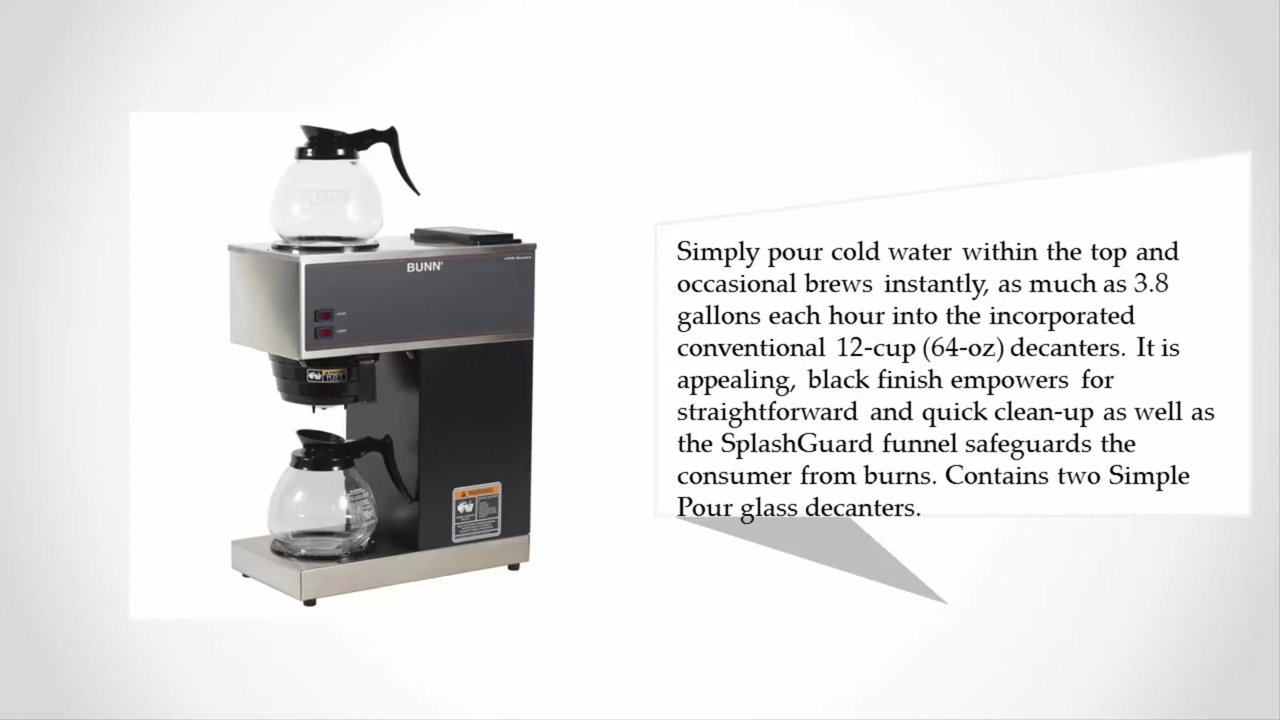 BUNN
Simply pour cold water within the top and
occasional brews instantly, as much as 3.8
gallons each hour into the incorporated
conventional 12-cup (64-oz) decanters. It is
appealing, black finish empowers for
straightforward and quick clean-up as well as
the SplashGuard funnel safeguards the
consumer from burns. Contains two Simple
Pour glass decanters.
WARNING